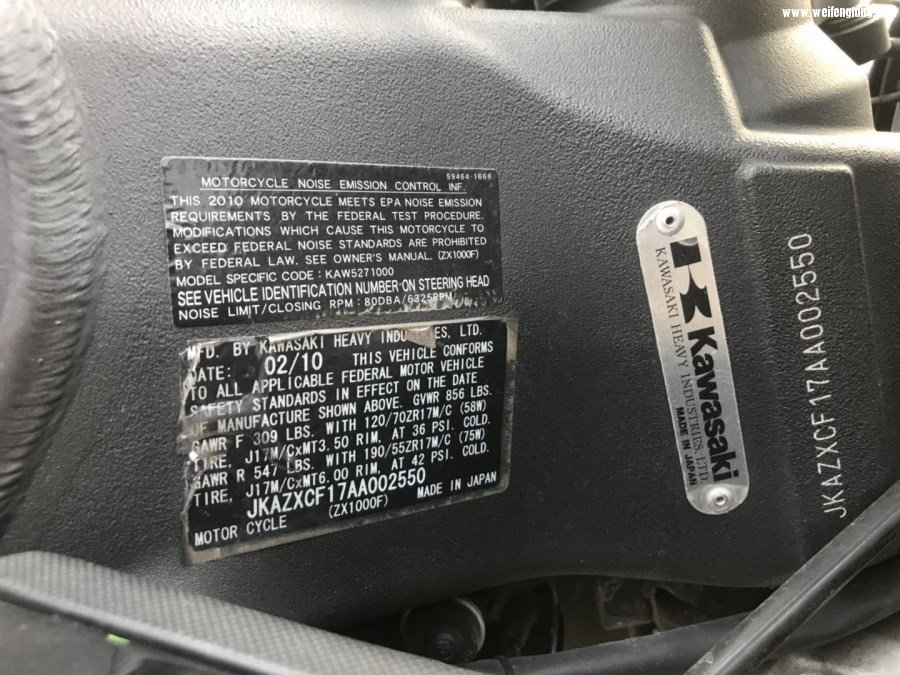 www.weifengtung.
59464-1666
MOTORCYCLE NOISE EMISSION CONTROL INF.
THIS 2010 MOTORCYCLE MEETS EPA NOISE EMISSION
REQUIREMENTS BY THE FEDERAL TEST PROCEDURE.
MODIFICATIONS WHICH CAUSE THIS MOTORCYCLE TO
EXCEED FEDERAL NOISE STANDARDS ARE PROHIBITED
BY FEDERAL LAW. SEE OWNER'S MANUAL. (ZX1000F)
MODEL SPECIFIC CODE : KAW5271000
SEE VEHICLE IDENTIFICATION NUMBER ON STEERING HEAD
NOISE LIMIT/CLOSING RPM : 80DBA/6325RPM
MFD. BY KAWASAKI HEAVY INDUSTRIES, LTD.
DATE: 02/10 THIS VEHICLE CONFORMS
TO ALL APPLICABLE FEDERAL MOTOR VEHICLE
SAFETY STANDARDS IN EFFECT ON THE DATE
OF MANUFACTURE SHOWN ABOVE. GVWR 856 LBS.
GAWR F 309 LBS. WITH 120/70ZR17M/C (58W)
TIRE, J17M/CxMT3.50 RIM, AT 36 PSI. COLD.
GAWR R 547 LBS. WITH 190/55ZR17M/C (75W)
TIRE, J17M/CxMT6.00 RIM, AT 42 PSI. COLD.
JKAZXCF17AA002550
MOTOR CYCLE (ZX1000F) MADE IN JAPAN
Kawasaki
KAWASAKI HEAVY INDUSTRIES, LTD.
MADE IN JAPAN
JKAZXCF17AA002550